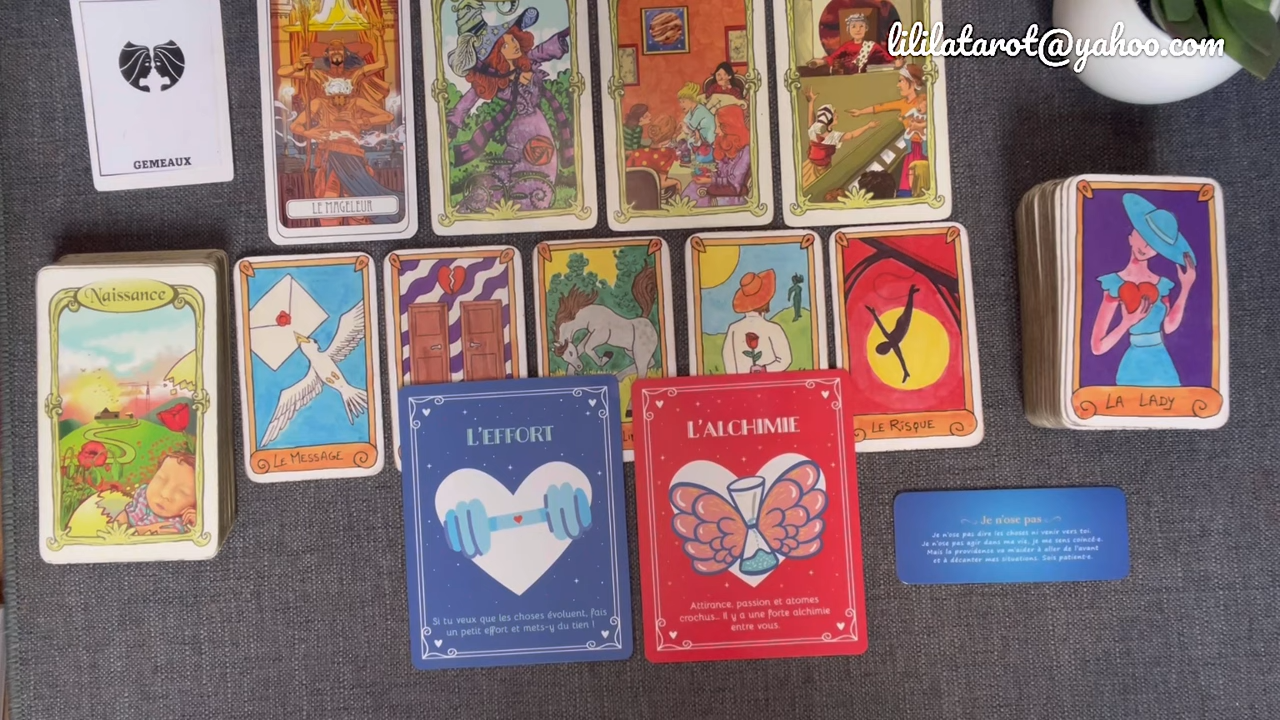 lililatarot@yahoo.com
GEMEAUX
LE MAGELEUR
Naissance
LE MESSAGE
LE RISQUE
LA LADY
L'EFFORT
Si tu veux que les choses évoluent, fais
un petit effort et mets-y du tien !
L'ALCHIMIE
Attirance, passion et atomes
crochus... Il y a une forte alchimie
entre vous.
Je n'ose pas
Je n'ose pas dire les choses ni venir vers toi.
Je n'ose pas agir dans ma vie, je me sens coincé·e.
Mais la providence va m'aider à aller de l'avant
et à décanter mes situations. Sois patient·e.